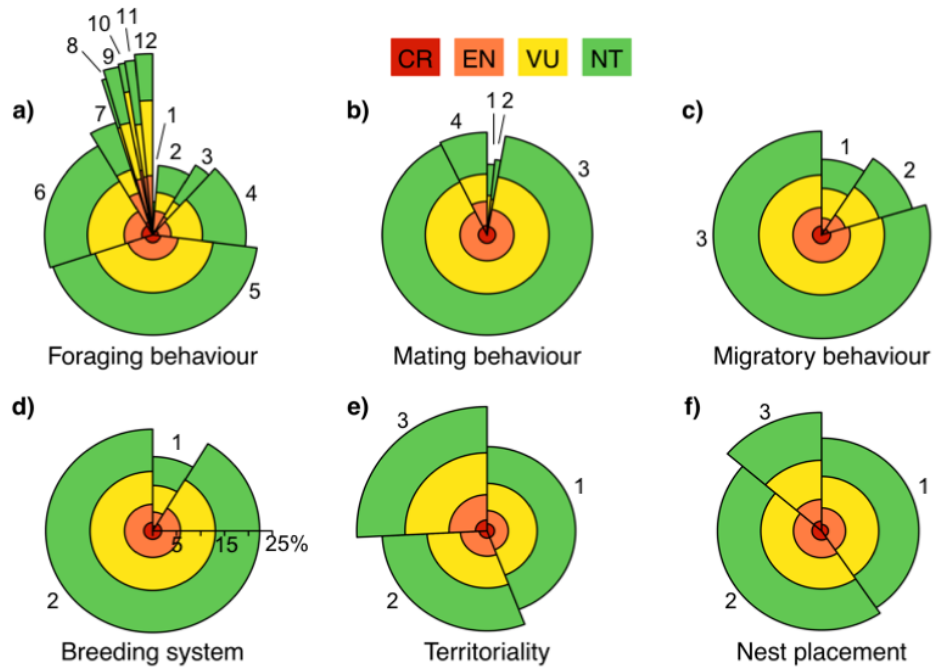 CR EN VU NT
a)
1
2
3
4
5
6
7
8
9
10
11
12
Foraging behaviour
b)
1
2
3
4
Mating behaviour
c)
1
2
3
Migratory behaviour
d)
1
2
5 15 25%
Breeding system
e)
1
2
3
Territoriality
f)
1
2
3
Nest placement